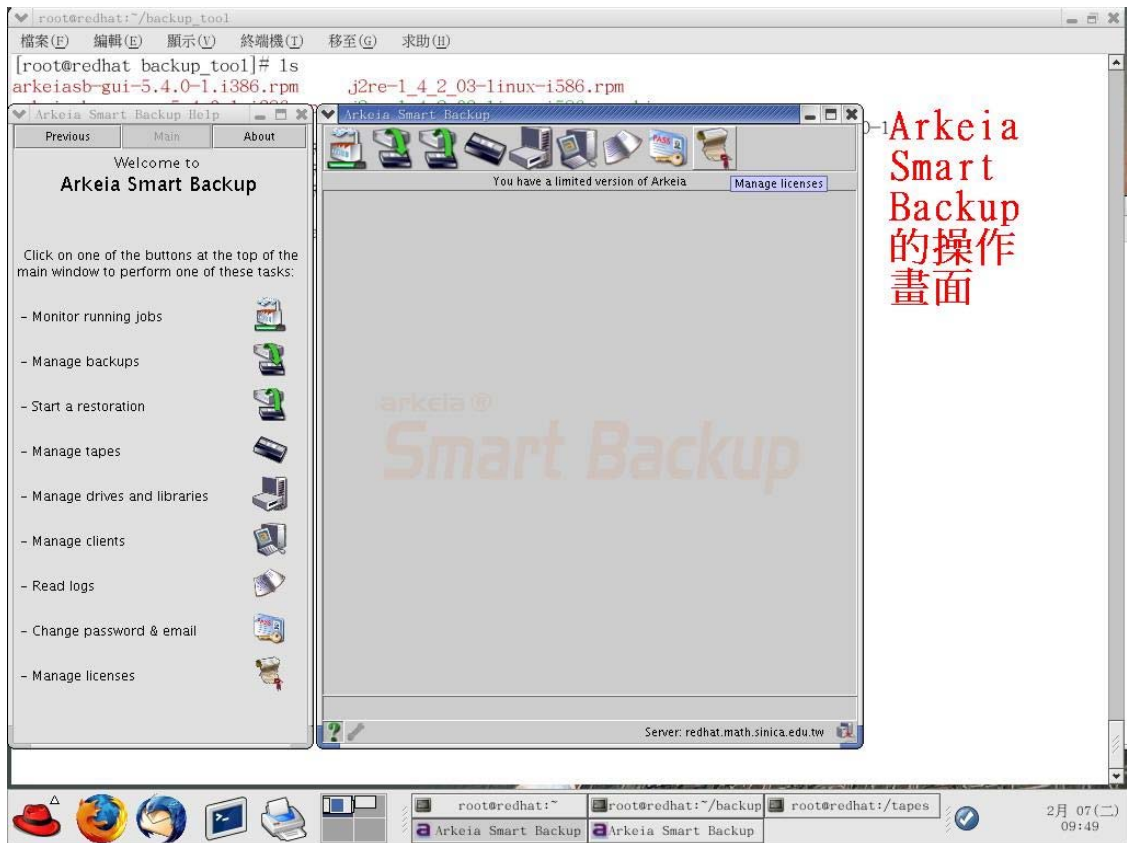 root@redhat:~/backup_tool
檔案(F) 編輯(E) 顯示(V) 終端機(T) 移至(G) 求助(H)
[root@redhat backup_tool]# ls
arkeiasb-gui-5.4.0-1.i386.rpm j2re-1_4_2_03-linux-i586.rpm
Arkeia Smart Backup Help
Previous Main About
Welcome to
Arkeia Smart Backup
Click on one of the buttons at the top of the
main window to perform one of these tasks:
- Monitor running jobs
- Manage backups
- Start a restoration
- Manage tapes
- Manage drives and libraries
- Manage clients
- Read logs
- Change password & email
- Manage licenses
Arkeia Smart Backup
PASS
You have a limited version of Arkeia
Manage licenses
arkeia®
Smart Backup
Server: redhat.math.sinica.edu.tw
Arkeia
Smart
Backup
的操作
畫面
root@redhat:~
root@redhat:~/backup
root@redhat:/tapes
Arkeia Smart Backup
Arkeia Smart Backup
2月 07(二)
09:49